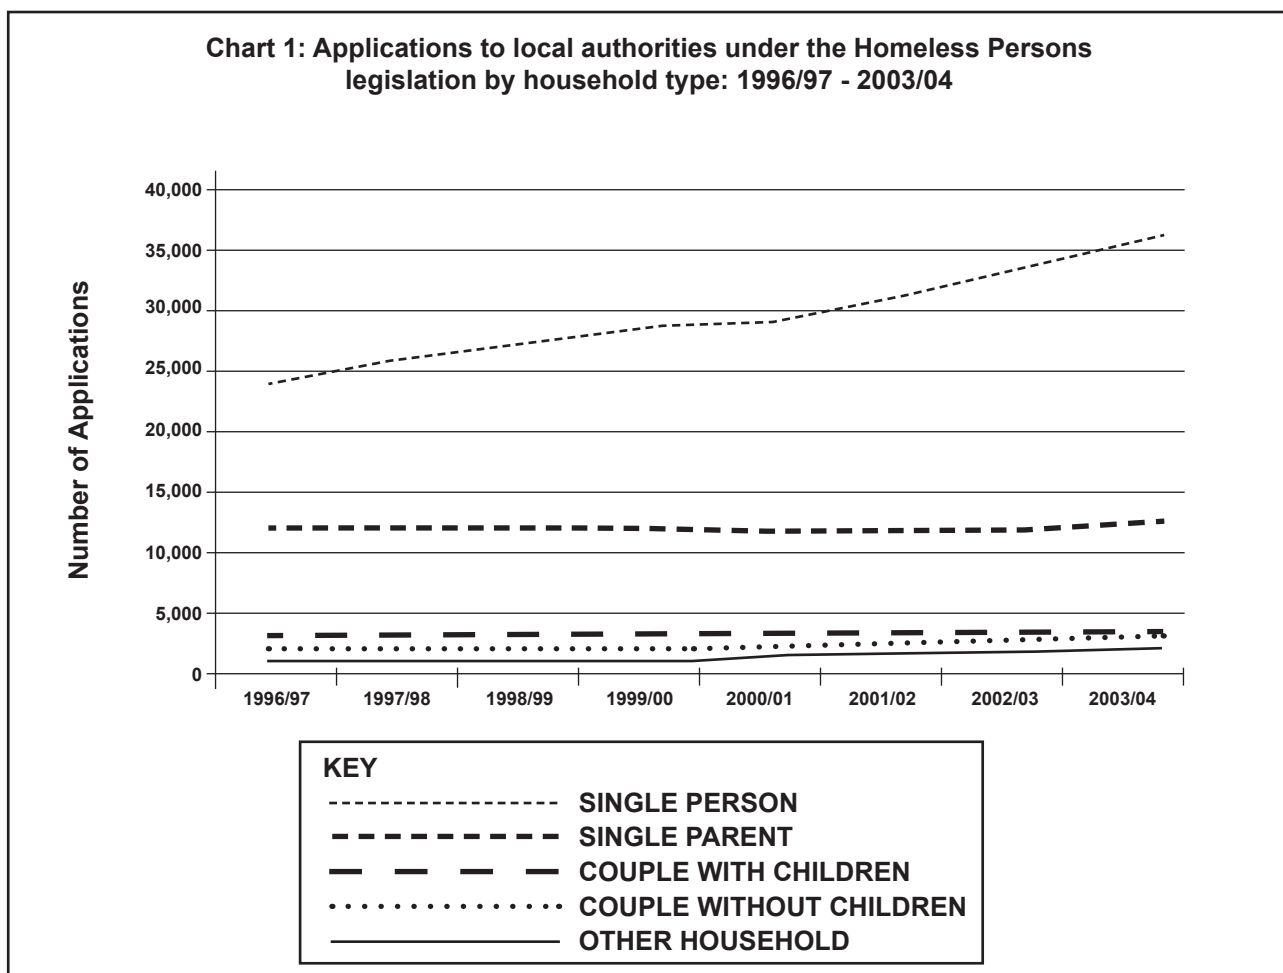 Chart 1: Applications to local authorities under the Homeless Persons
legislation by household type: 1996/97 - 2003/04
Number of Applications
40,000
35,000
30,000
25,000
20,000
15,000
10,000
5,000
0
1996/97 1997/98 1998/99 1999/00 2000/01 2001/02 2002/03 2003/04
KEY
SINGLE PERSON
SINGLE PARENT
COUPLE WITH CHILDREN
COUPLE WITHOUT CHILDREN
OTHER HOUSEHOLD